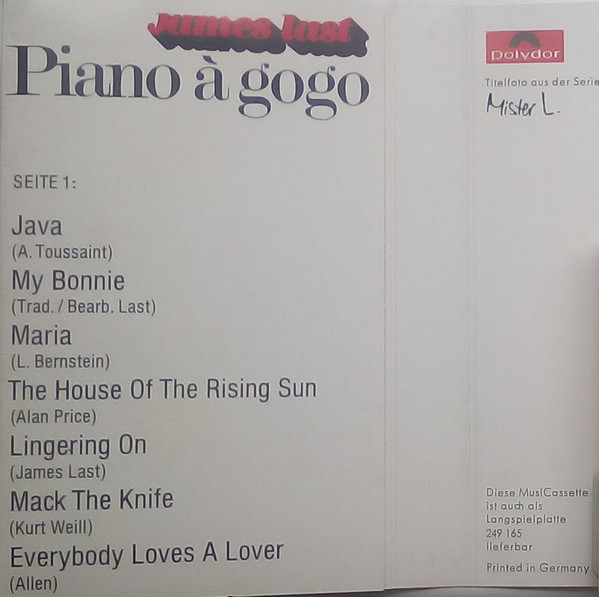 james last
Piano à gogo
SEITE 1:
Java
(A. Toussaint)
My Bonnie
(Trad. / Bearb. Last)
Maria
(L. Bernstein)
The House Of The Rising Sun
(Alan Price)
Lingering On
(James Last)
Mack The Knife
(Kurt Weill)
Everybody Loves A Lover
(Allen)
polydor
Titelfoto aus der Serie
Mister L.
Diese MusiCassette
ist auch als
Langspielplatte
249 165
lieferbar
Printed in Germany